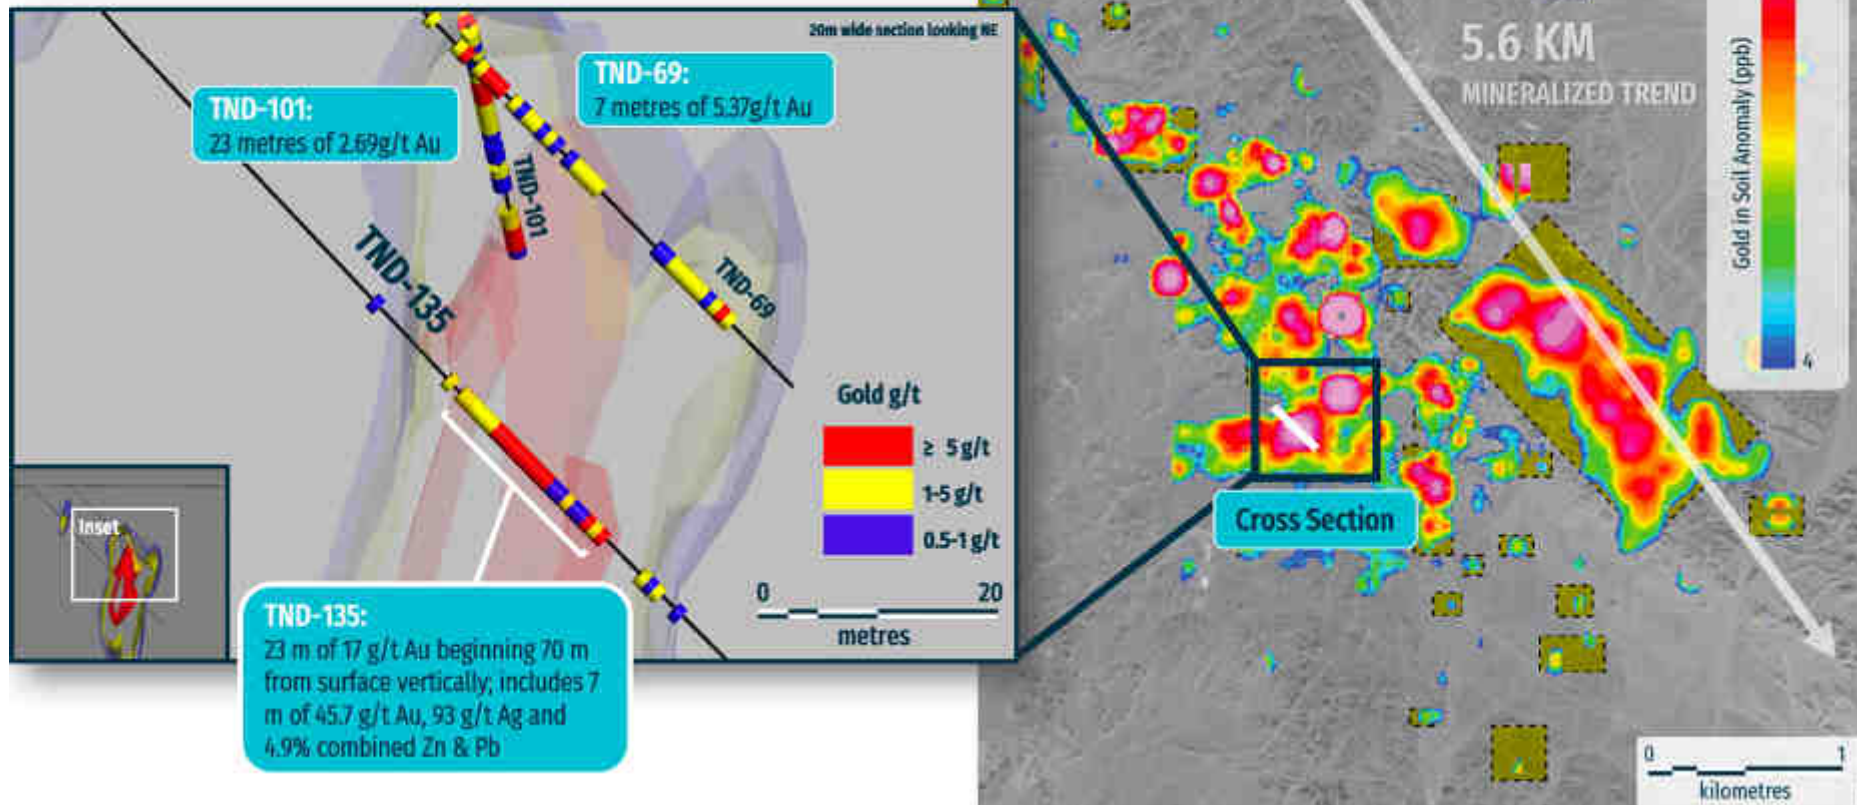 20m wide section looking NE
TND-69:
7 metres of 5.37g/t Au
TND-101:
23 metres of 2.69g/t Au
TND-101
TND-135
TND-69
Gold g/t
≥ 5 g/t
1-5 g/t
0.5-1 g/t
0
20
metres
Inset
TND-135:
23 m of 17 g/t Au beginning 70 m
from surface vertically; includes 7
m of 45.7 g/t Au, 93 g/t Ag and
4.9% combined Zn & Pb
5.6 KM
MINERALIZED TREND
Gold in Soil Anomaly (ppb)
4
Cross Section
0
1
kilometres